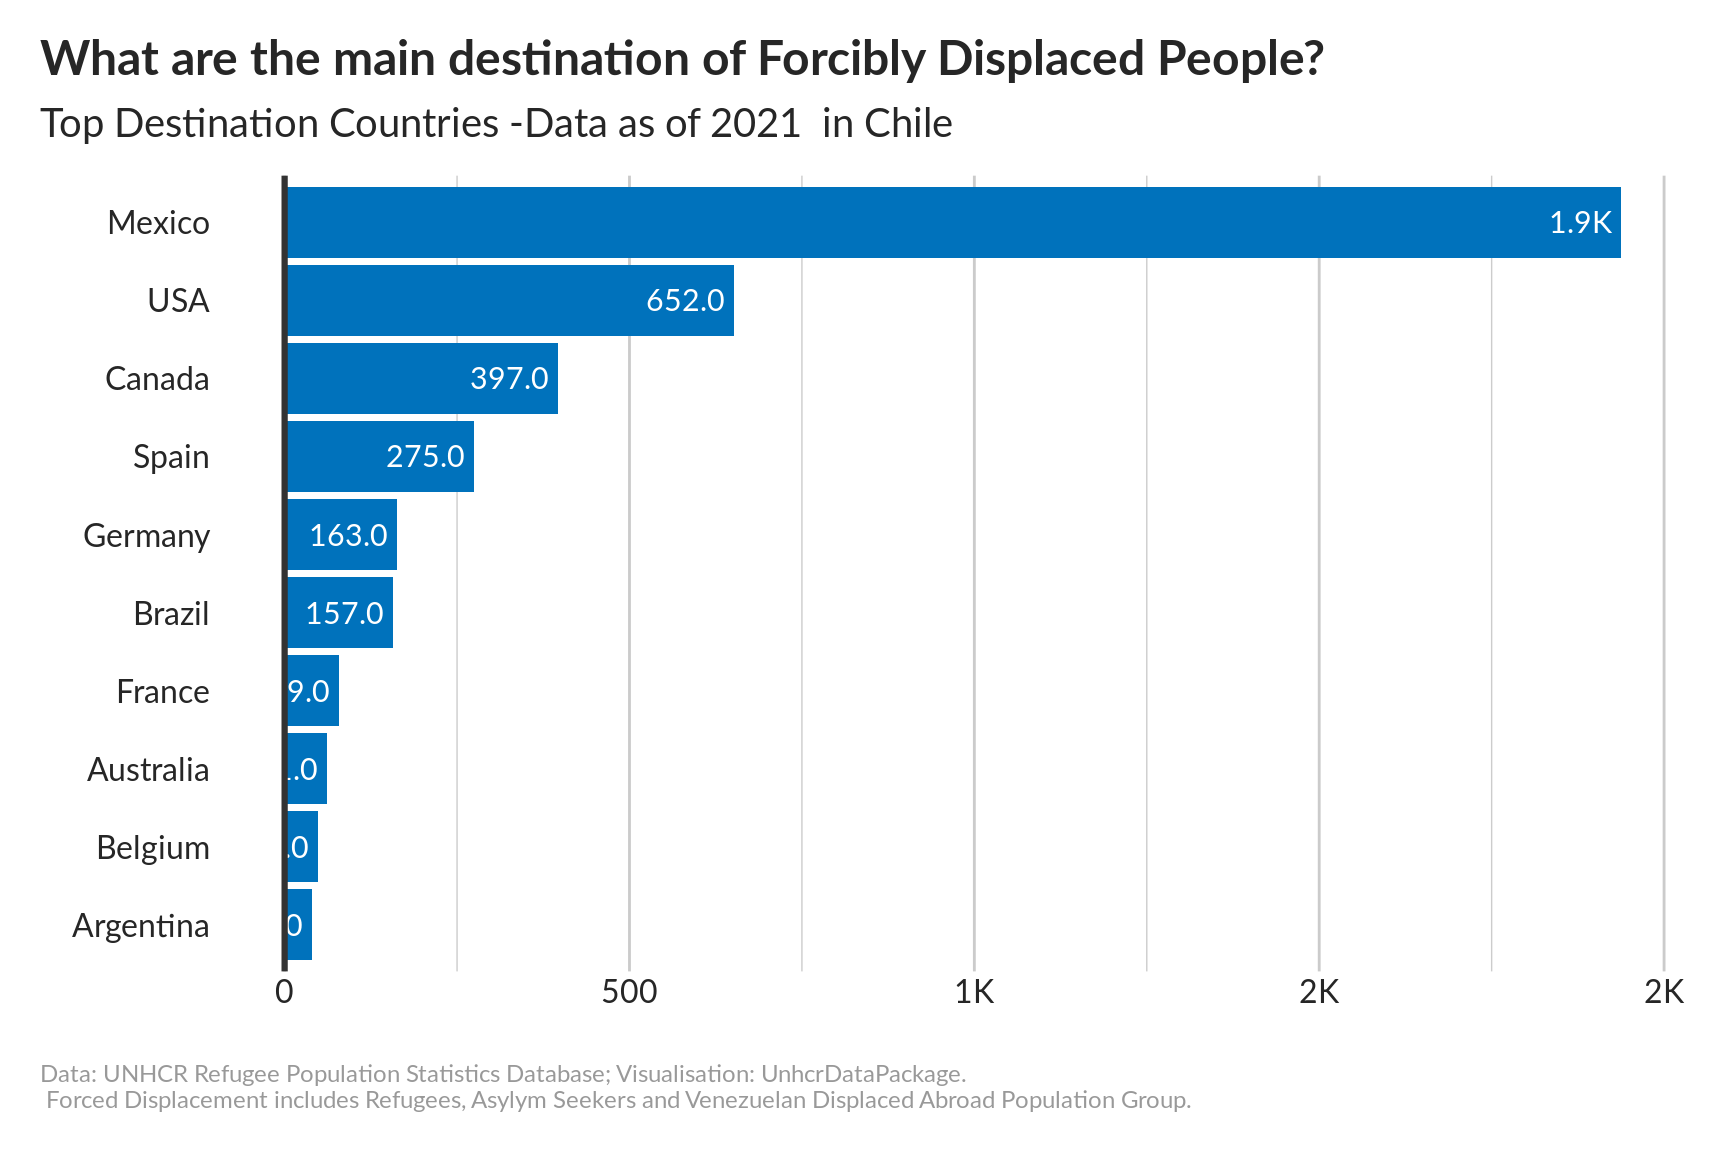 What are the main destination of Forcibly Displaced People?
Top Destination Countries -Data as of 2021  in Chile
Mexico 1.9K
USA 652.0
Canada 397.0
Spain 275.0
Germany 163.0
Brazil 157.0
France 9.0
Australia .0
Belgium .0
Argentina 0
0 500 1K 2K 2K
Data: UNHCR Refugee Population Statistics Database; Visualisation: UnhcrDataPackage.
Forced Displacement includes Refugees, Asylym Seekers and Venezuelan Displaced Abroad Population Group.